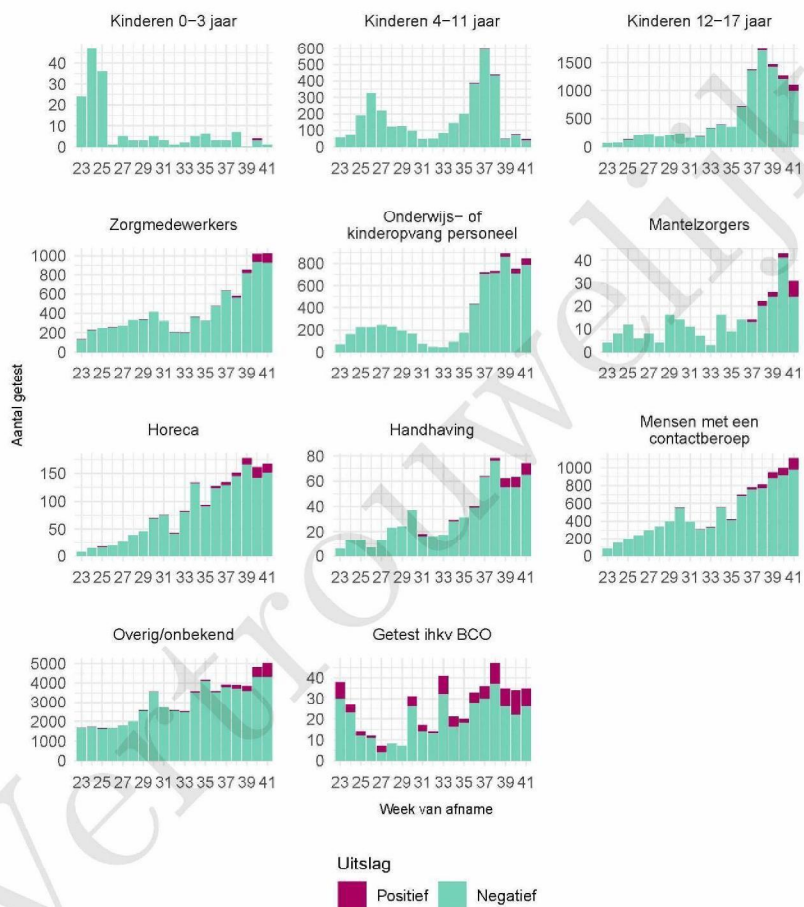 Kinderen 0−3 jaar
Kinderen 4−11 jaar
Kinderen 12−17 jaar
40
30
20
10
0
23 25 27 29 31 33 35 37 39 41
600
500
400
300
200
100
0
23 25 27 29 31 33 35 37 39 41
1500
1000
500
0
23 25 27 29 31 33 35 37 39 41
Zorgmedewerkers
Onderwijs− of
kinderopvang personeel
Mantelzorgers
1000
800
600
400
200
0
23 25 27 29 31 33 35 37 39 41
800
600
400
200
0
23 25 27 29 31 33 35 37 39 41
40
30
20
10
0
23 25 27 29 31 33 35 37 39 41
Aantal getest
Horeca
Handhaving
Mensen met een
contactberoep
150
100
50
0
23 25 27 29 31 33 35 37 39 41
80
60
40
20
0
23 25 27 29 31 33 35 37 39 41
1000
800
600
400
200
0
23 25 27 29 31 33 35 37 39 41
Overig/onbekend
Getest ihkv BCO
5000
4000
3000
2000
1000
0
23 25 27 29 31 33 35 37 39 41
40
30
20
10
0
23 25 27 29 31 33 35 37 39 41
Week van afname
Uitslag
Positief
Negatief
Vertrouwelijk